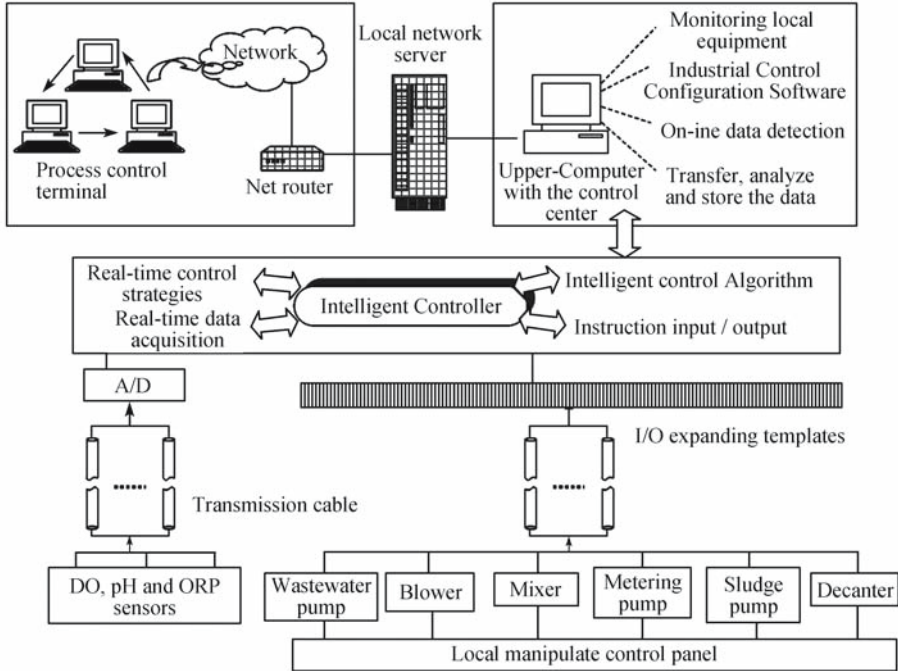 Network
Process control
terminal
Net router
Local network
server
Upper-Computer
with the control
center
Monitoring local
equipment
Industrial Control
Configuration Software
On-ine data detection
Transfer, analyze
and store the data
Real-time control
strategies
Real-time data
acquisition
Intelligent Controller
Intelligent control Algorithm
Instruction input / output
A/D
I/O expanding templates
Transmission cable
DO, pH and ORP
sensors
Wastewater
pump
Blower
Mixer
Metering
pump
Sludge
pump
Decanter
Local manipulate control panel